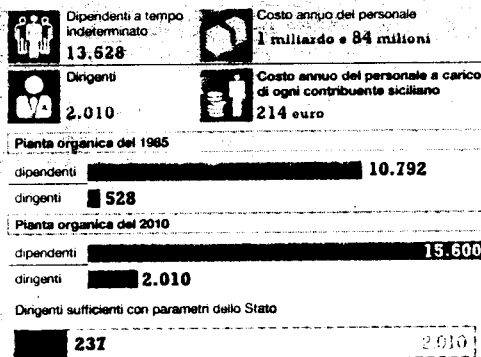 Dipendenti a tempo
indeterminato
13.628
Costo annuo del personale
1 miliardo e 84 milioni
Dirigenti
2.010
Costo annuo del personale a carico
di ogni contribuente siciliano
214 euro
Pianta organica del 1985
dipendenti 10.792
dirigenti 528
Pianta organica del 2010
dipendenti 15.600
dirigenti 2.010
Dirigenti sufficienti con parametri dello Stato
237 2.010